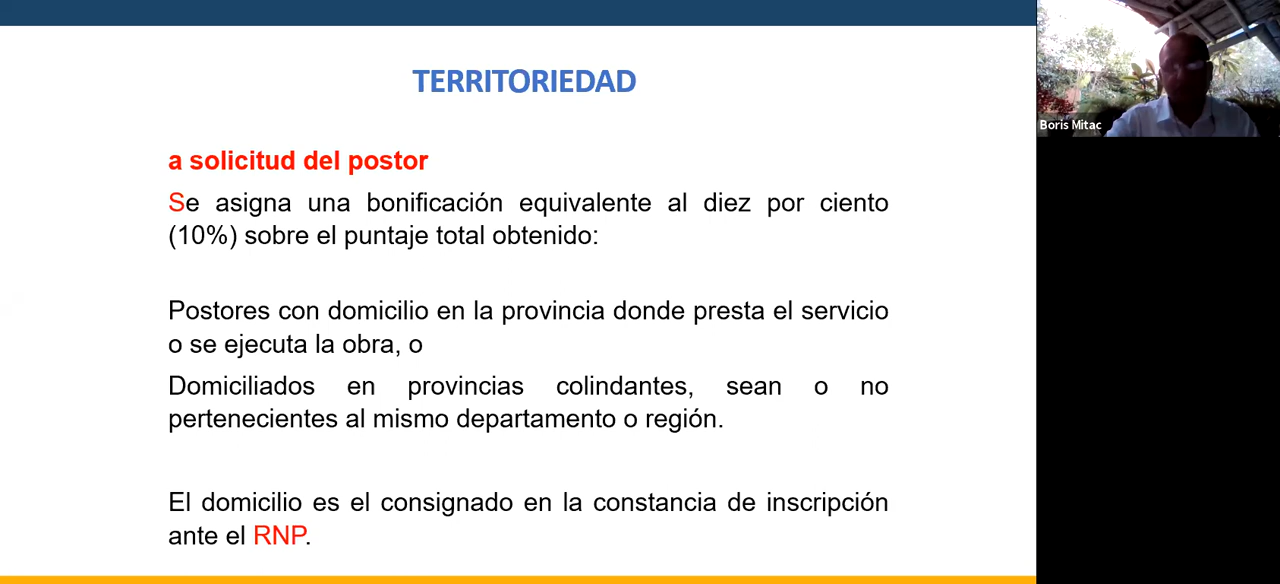 TERRITORIEDAD
a solicitud del postor
Se asigna una bonificación equivalente al diez por ciento
(10%) sobre el puntaje total obtenido:
Postores con domicilio en la provincia donde presta el servicio
o se ejecuta la obra, o
Domiciliados en provincias colindantes, sean o no
pertenecientes al mismo departamento o región.
El domicilio es el consignado en la constancia de inscripción
ante el RNP.
Boris Mitac